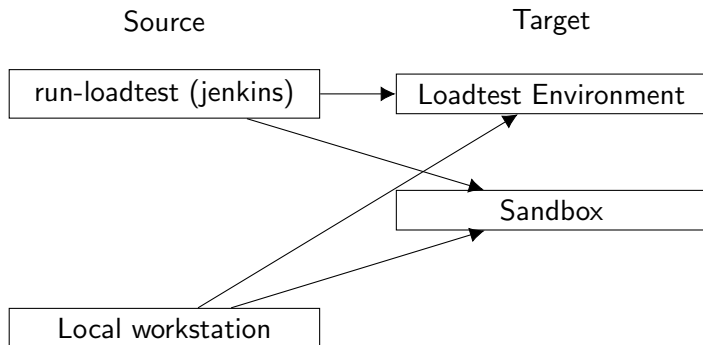 Source
Target
run-loadtest (jenkins)
Loadtest Environment
Sandbox
Local workstation